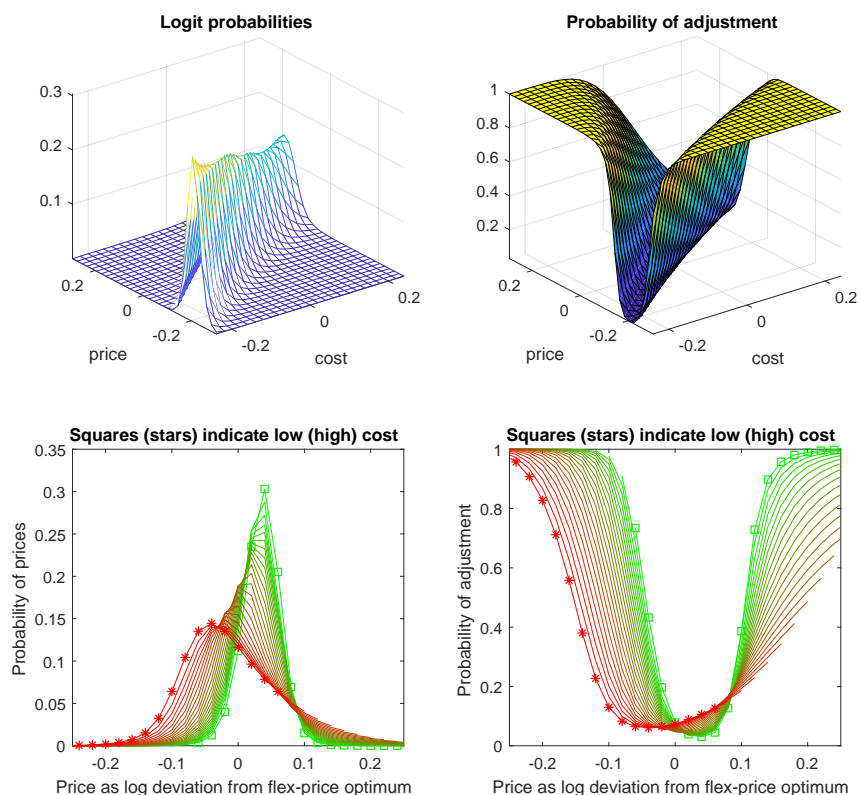 Logit probabilities
0.3
0.2
0.1
0.2
0
-0.2
price
-0.2
0
0.2
cost
Probability of adjustment
1
0.8
0.6
0.4
0.2
0.2
0
-0.2
price
-0.2
0
0.2
cost
Squares (stars) indicate low (high) cost
Probability of prices
0.35
0.3
0.25
0.2
0.15
0.1
0.05
0
-0.2 -0.1 0 0.1 0.2
Price as log deviation from flex-price optimum
Squares (stars) indicate low (high) cost
Probability of adjustment
1
0.8
0.6
0.4
0.2
0
-0.2 -0.1 0 0.1 0.2
Price as log deviation from flex-price optimum